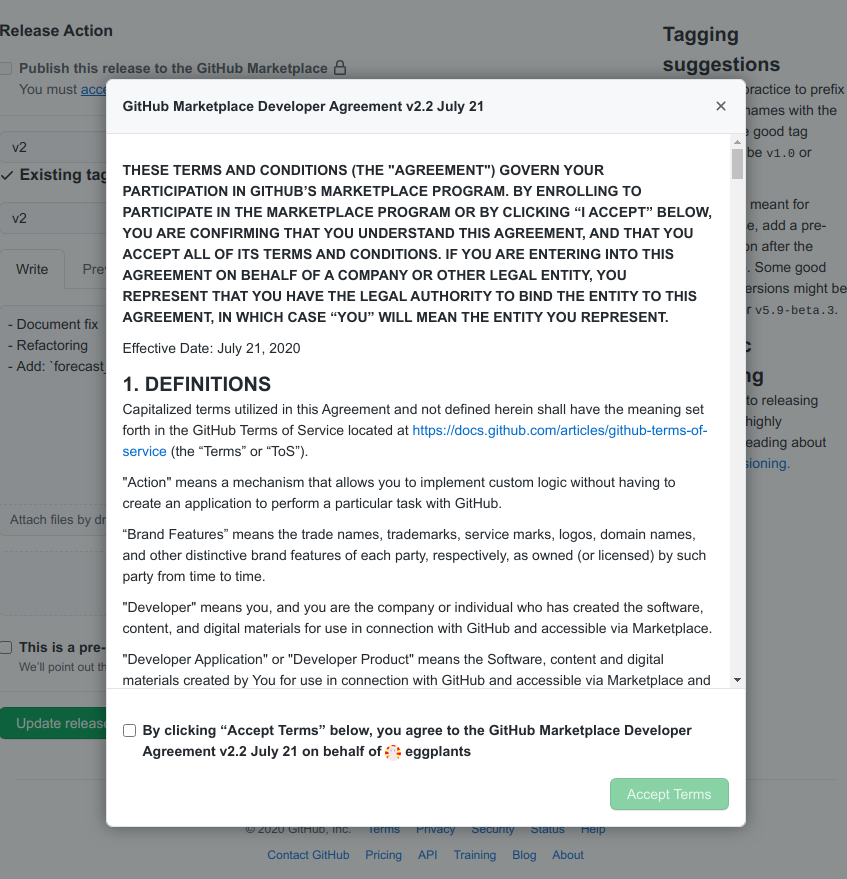 Release Action
Publish this release to the GitHub Marketplace
You must acce
v2
Existing tag
v2
Write
Prev
- Document fix
- Refactoring
- Add: `forecast_
Attach files by dr
This is a pre-
We'll point out th
Update release
Tagging
suggestions
practice to prefix
names with the
good tag
be v1.0 or
meant for
e, add a pre-
on after the
. Some good
ersions might be
r v5.9-beta.3.
c
ng
to releasing
highly
eading about
sioning.
GitHub Marketplace Developer Agreement v2.2 July 21
THESE TERMS AND CONDITIONS (THE "AGREEMENT") GOVERN YOUR
PARTICIPATION IN GITHUB’S MARKETPLACE PROGRAM. BY ENROLLING TO
PARTICIPATE IN THE MARKETPLACE PROGRAM OR BY CLICKING “I ACCEPT” BELOW,
YOU ARE CONFIRMING THAT YOU UNDERSTAND THIS AGREEMENT, AND THAT YOU
ACCEPT ALL OF ITS TERMS AND CONDITIONS. IF YOU ARE ENTERING INTO THIS
AGREEMENT ON BEHALF OF A COMPANY OR OTHER LEGAL ENTITY, YOU
REPRESENT THAT YOU HAVE THE LEGAL AUTHORITY TO BIND THE ENTITY TO THIS
AGREEMENT, IN WHICH CASE “YOU” WILL MEAN THE ENTITY YOU REPRESENT.
Effective Date: July 21, 2020
1. DEFINITIONS
Capitalized terms utilized in this Agreement and not defined herein shall have the meaning set
forth in the GitHub Terms of Service located at https://docs.github.com/articles/github-terms-of-
service (the “Terms” or “ToS”).
"Action" means a mechanism that allows you to implement custom logic without having to
create an application to perform a particular task with GitHub.
“Brand Features” means the trade names, trademarks, service marks, logos, domain names,
and other distinctive brand features of each party, respectively, as owned (or licensed) by such
party from time to time.
"Developer" means you, and you are the company or individual who has created the software,
content, and digital materials for use in connection with GitHub and accessible via Marketplace.
"Developer Application" or "Developer Product" means the Software, content and digital
materials created by You for use in connection with GitHub and accessible via Marketplace and
By clicking “Accept Terms” below, you agree to the GitHub Marketplace Developer
Agreement v2.2 July 21 on behalf of eggplants
Accept Terms
© 2020 GitHub, Inc. Terms Privacy Security Status Help
Contact GitHub Pricing API Training Blog About